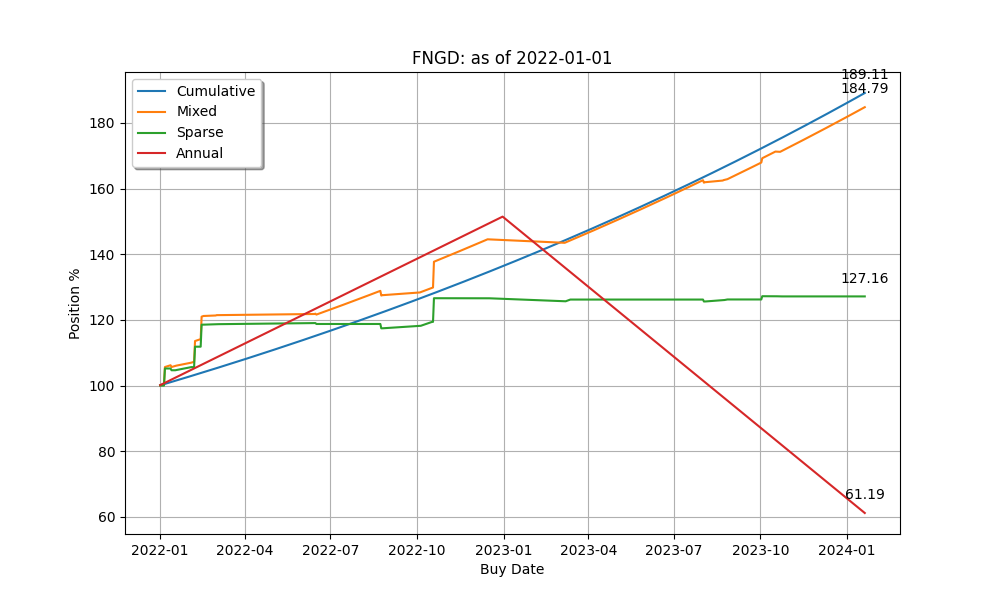 FNGD: as of 2022-01-01
189.11
184.79
Cumulative
Mixed
Sparse
Annual
127.16
61.19
Position %
180
160
140
120
100
80
60
2022-01 2022-04 2022-07 2022-10 2023-01 2023-04 2023-07 2023-10 2024-01
Buy Date